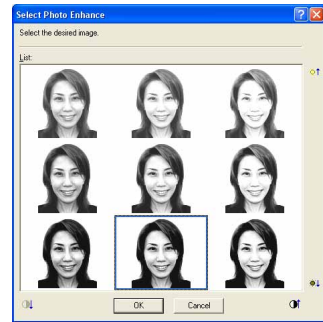 Select Photo Enhance
Select the desired image.
List:
OK
Cancel